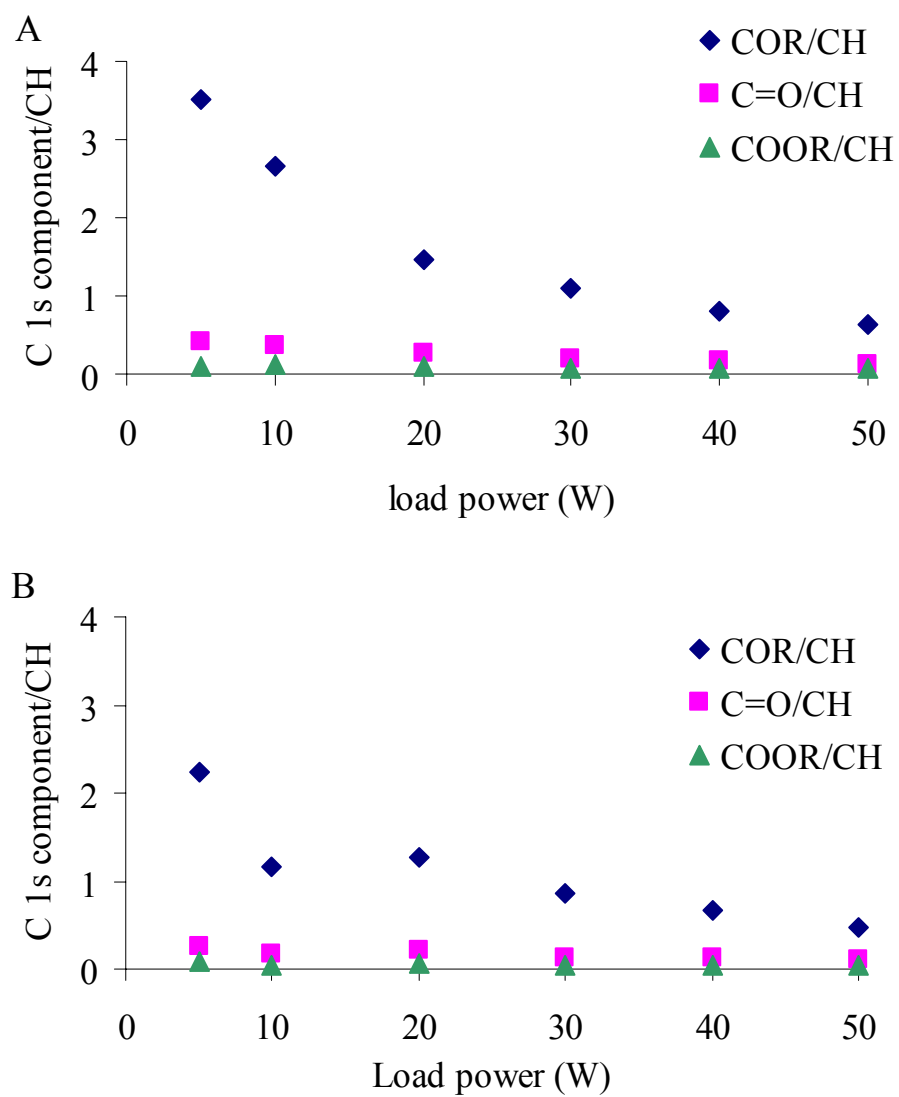 A
COR/CH
C=O/CH
COOR/CH
C 1s component/CH
4
3
2
1
0
0 10 20 30 40 50
load power (W)
B
COR/CH
C=O/CH
COOR/CH
C 1s component/CH
4
3
2
1
0
0 10 20 30 40 50
Load power (W)